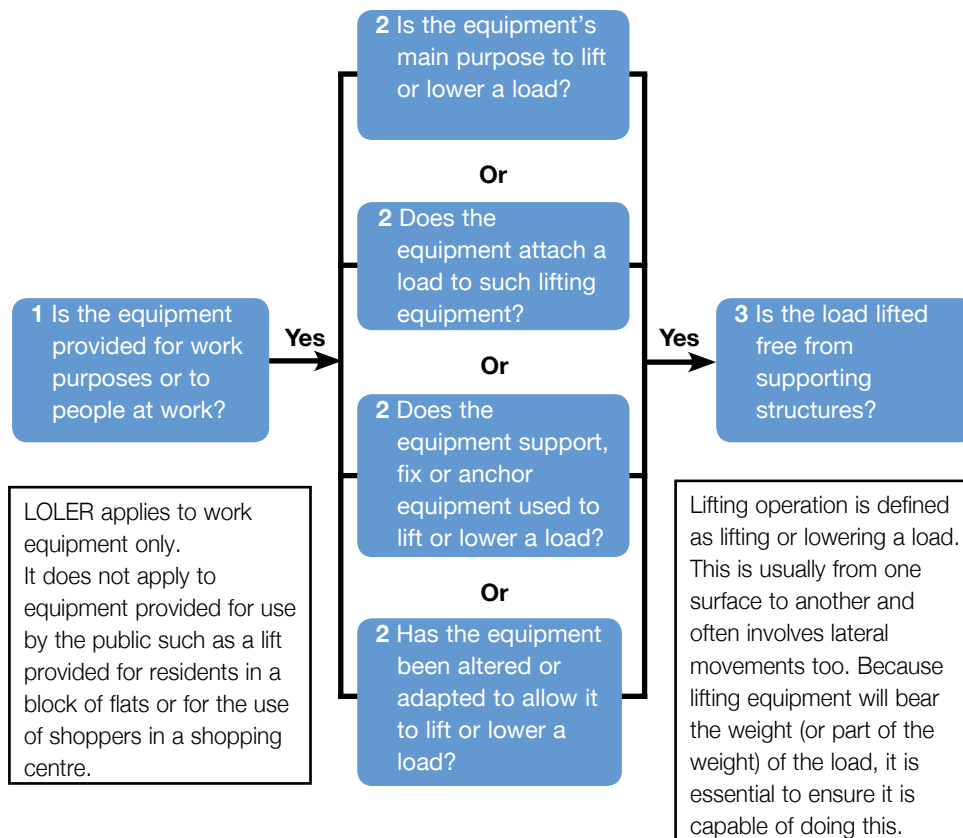 2 Is the equipment's
main purpose to lift
or lower a load?
Or
2 Does the
equipment attach a
load to such lifting
equipment?
1 Is the equipment
provided for work
purposes or to
people at work?
Yes
Yes
3 Is the load lifted
free from
supporting
structures?
Or
2 Does the
equipment support,
fix or anchor
equipment used to
lift or lower a load?
Or
2 Has the equipment
been altered or
adapted to allow it
to lift or lower a
load?
LOLER applies to work
equipment only.
It does not apply to
equipment provided for use
by the public such as a lift
provided for residents in a
block of flats or for the use
of shoppers in a shopping
centre.
Lifting operation is defined
as lifting or lowering a load.
This is usually from one
surface to another and
often involves lateral
movements too. Because
lifting equipment will bear
the weight (or part of the
weight) of the load, it is
essential to ensure it is
capable of doing this.